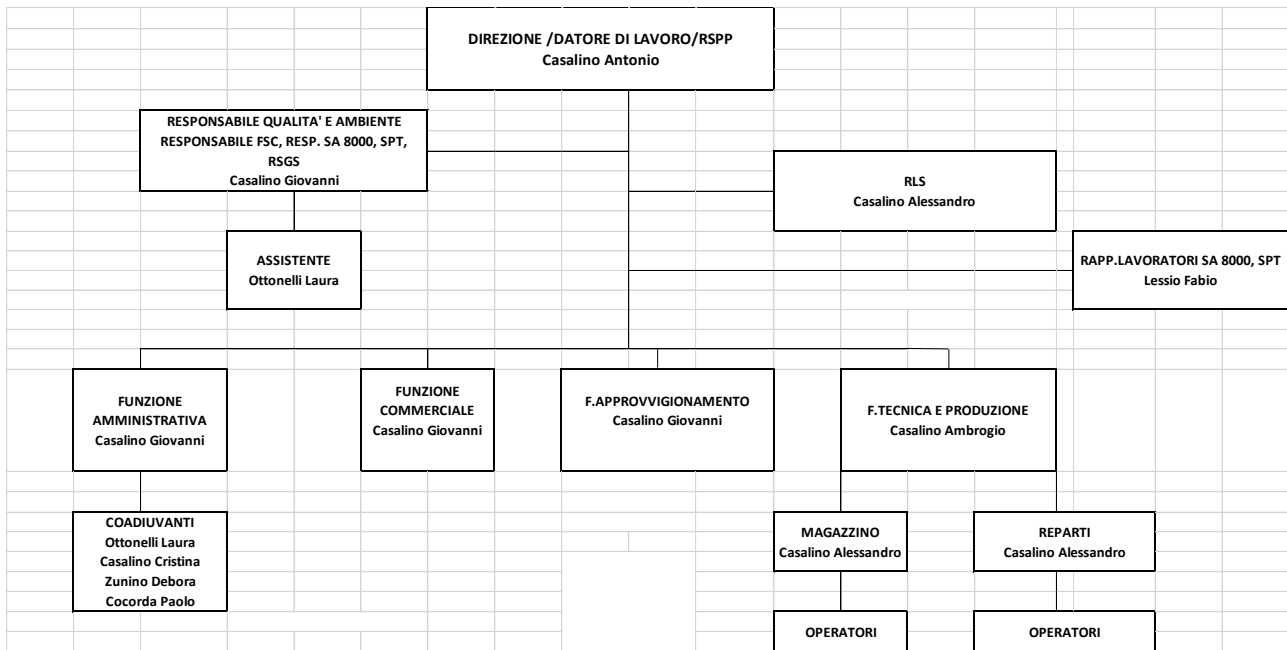 DIREZIONE /DATORE DI LAVORO/RSPP
Casalino Antonio
RESPONSABILE QUALITA' E AMBIENTE
RESPONSABILE FSC, RESP. SA 8000, SPT,
RSGS
Casalino Giovanni
RLS
Casalino Alessandro
ASSISTENTE
Ottonelli Laura
RAPP.LAVORATORI SA 8000, SPT
Lessio Fabio
FUNZIONE
AMMINISTRATIVA
Casalino Giovanni
FUNZIONE
COMMERCIALE
Casalino Giovanni
F.APPROVVIGIONAMENTO
Casalino Giovanni
F.TECNICA E PRODUZIONE
Casalino Ambrogio
COADIUVANTI
Ottonelli Laura
Casalino Cristina
Zunino Debora
Cocorda Paolo
MAGAZZINO
Casalino Alessandro
REPARTI
Casalino Alessandro
OPERATORI
OPERATORI